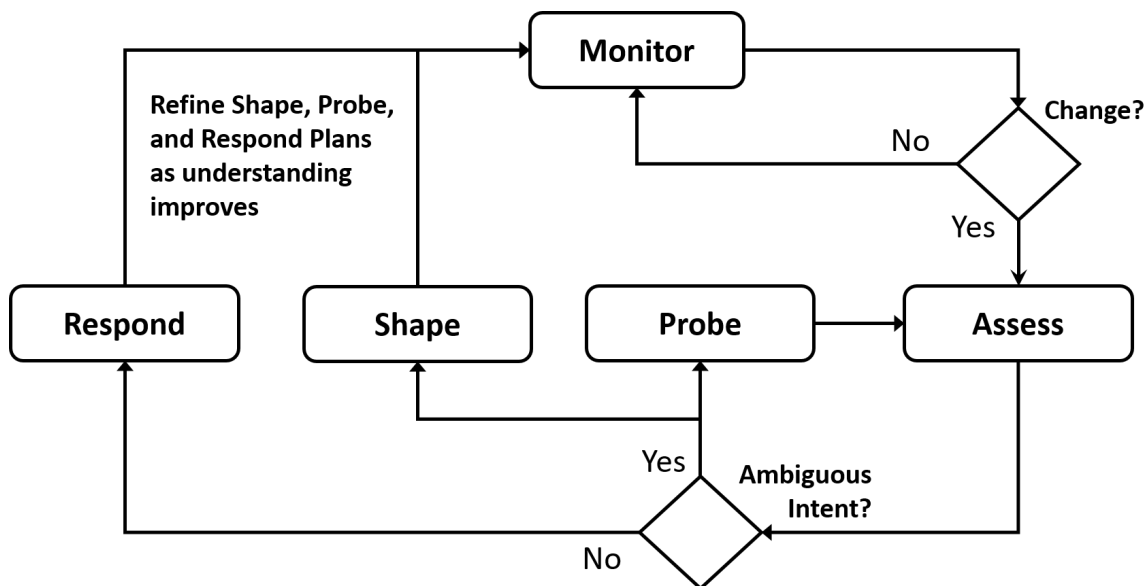 Monitor
Refine Shape, Probe,
and Respond Plans
as understanding
improves
Change?
No
Yes
Respond
Shape
Probe
Assess
Yes
Ambiguous
Intent?
No